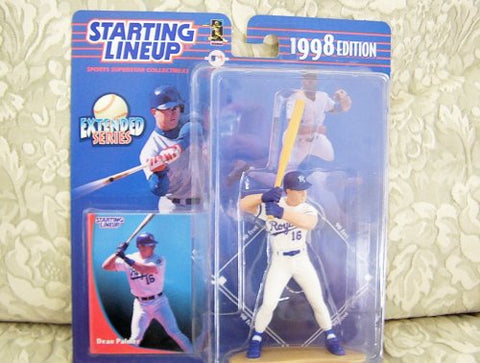 STARTING
LINEUP
SPORTS SUPERSTAR COLLECTIBLES
1998 EDITION
EXTENDED
SERIES
STARTING
LINEUP
Royals
16
16
Dean Palmer